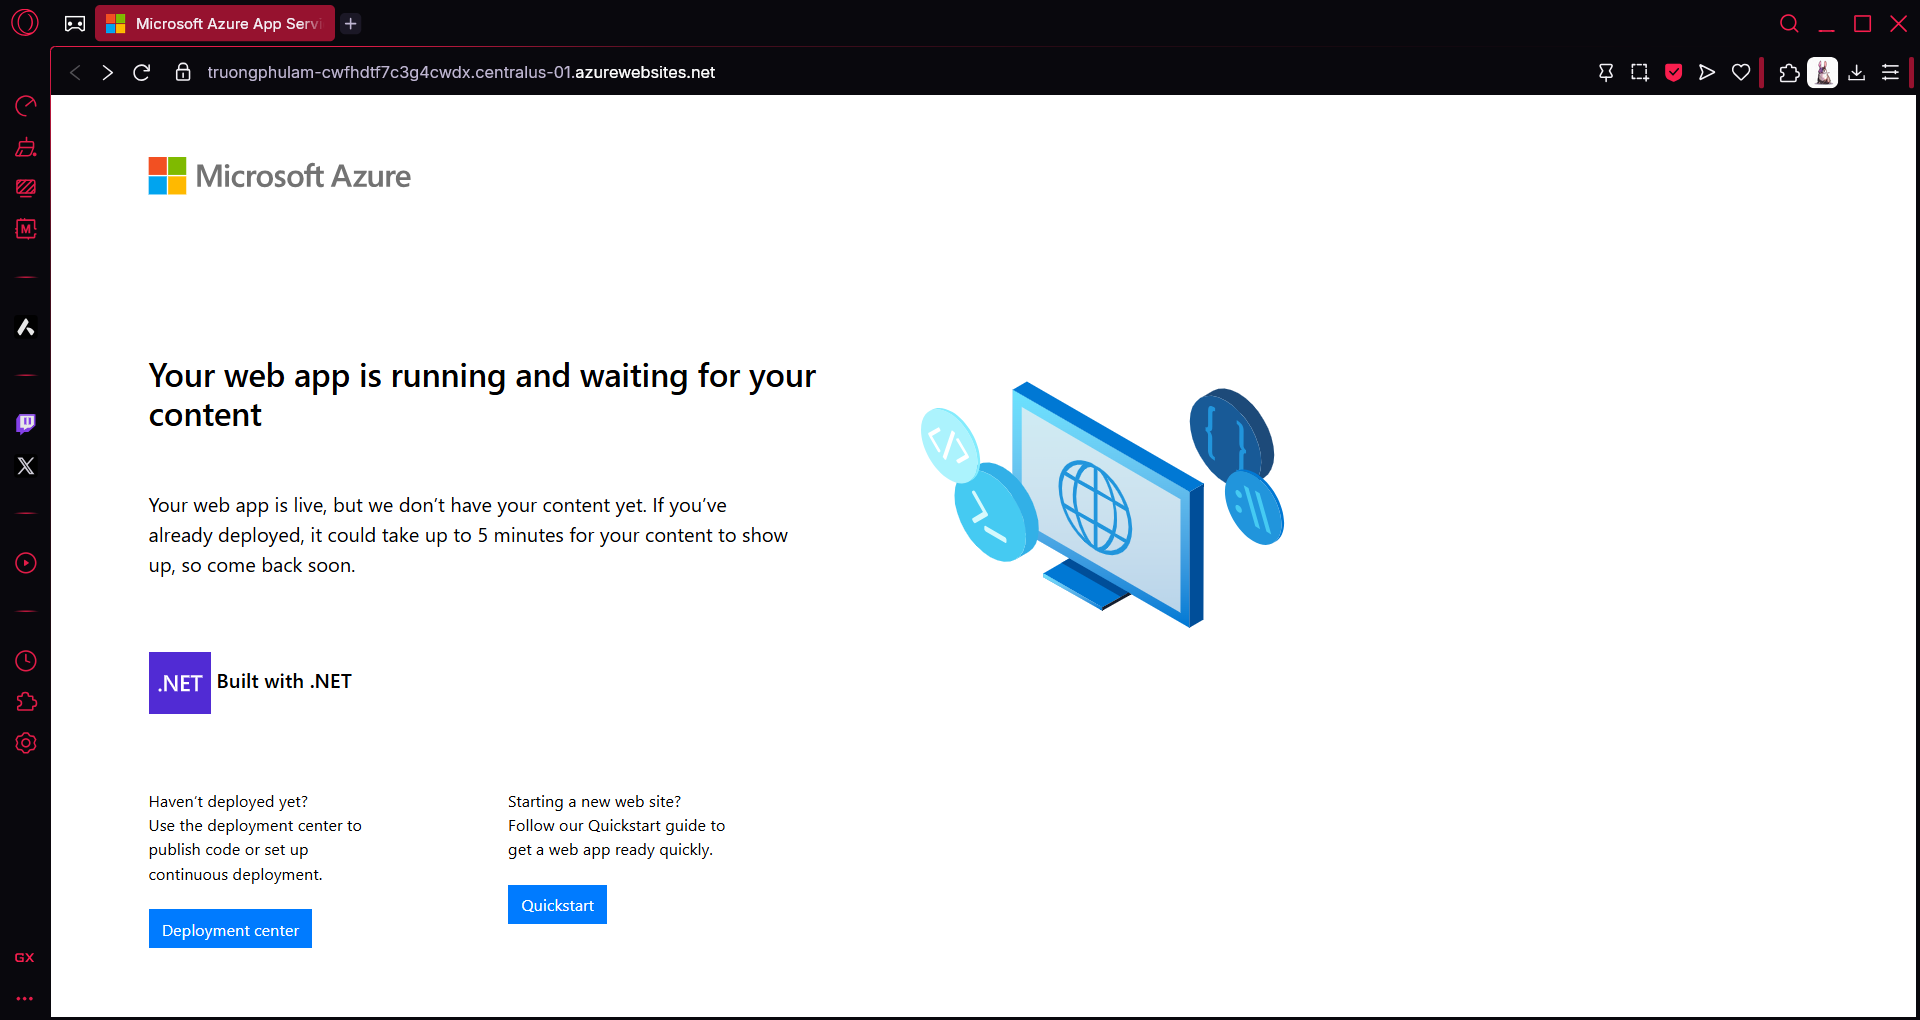 Microsoft Azure App Servi
truongphulam-cwfhdtf7c3g4cwdx.centralus-01.azurewebsites.net
M
Microsoft Azure
Your web app is running and waiting for your
content
Your web app is live, but we don’t have your content yet. If you’ve
already deployed, it could take up to 5 minutes for your content to show
up, so come back soon.
.NET Built with .NET
Haven’t deployed yet?
Use the deployment center to
publish code or set up
continuous deployment.
Deployment center
Starting a new web site?
Follow our Quickstart guide to
get a web app ready quickly.
Quickstart
GX